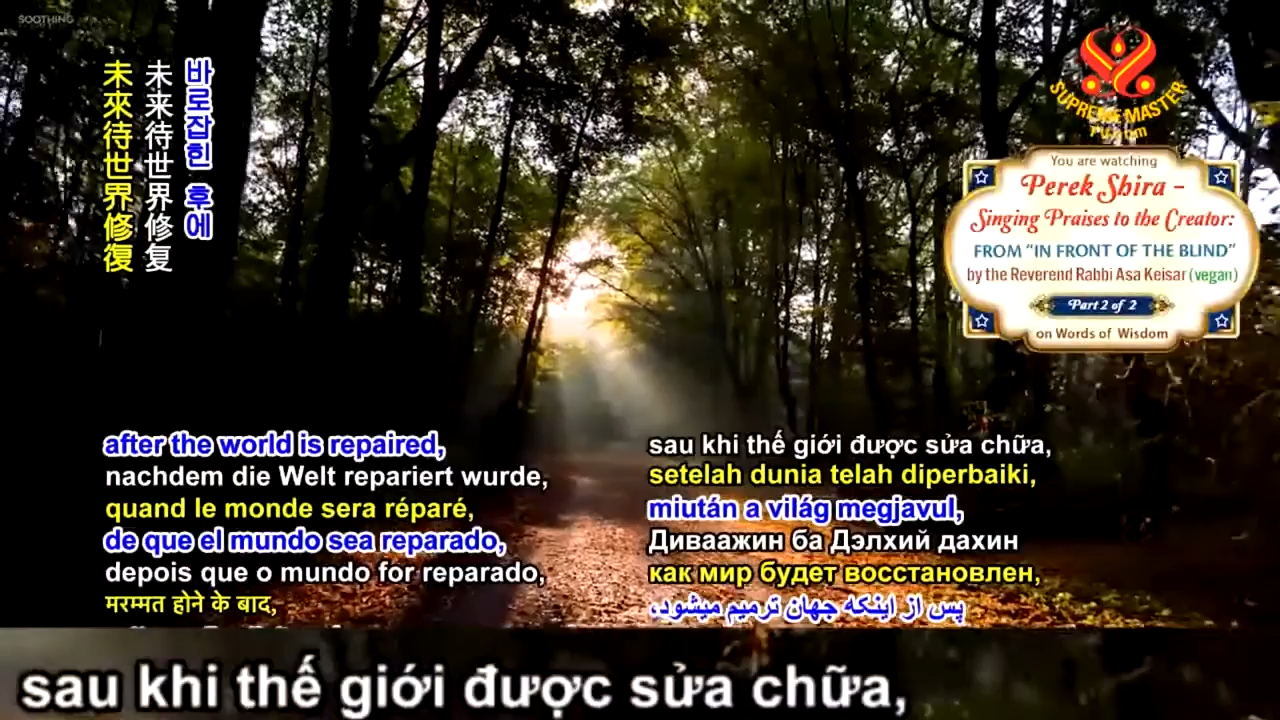 SOOTHING
바로잡힌 후에
未来待世界修复
未來待世界修復
SUPREME MASTER
TV.com
You are watching
Perek Shira -
Singing Praises to the Creator:
FROM "IN FRONT OF THE BLIND"
by the Reverend Rabbi Asa Keisar (vegan)
Part 2 of 2
on Words of Wisdom
after the world is repaired,
nachdem die Welt repariert wurde,
quand le monde sera réparé,
de que el mundo sea reparado,
depois que o mundo for reparado,
मरम्मत होने के बाद,
sau khi thế giới được sửa chữa,
setelah dunia telah diperbaiki,
miután a világ megjavul,
Диваажин ба Дэлхий дахин
как мир будет восстановлен,
پس از اینکه جهان ترمیم میشود،
sau khi thế giới được sửa chữa,